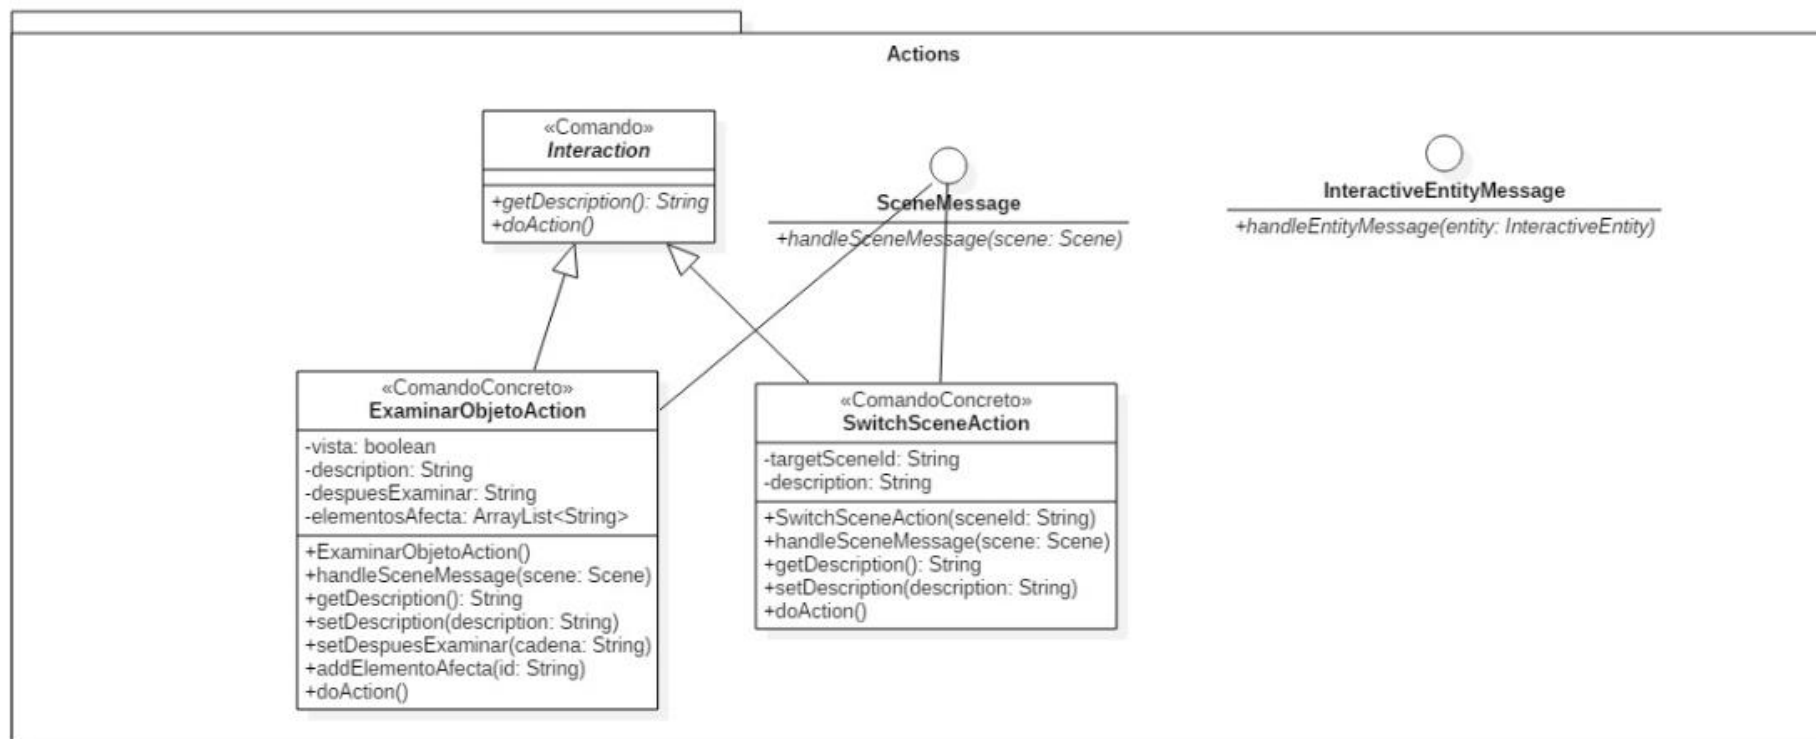 Actions
«Comando»
Interaction
+getDescription(): String
+doAction()
SceneMessage
+handleSceneMessage(scene: Scene)
InteractiveEntityMessage
+handleEntityMessage(entity: InteractiveEntity)
«ComandoConcreto»
ExaminarObjetoAction
-vista: boolean
-description: String
-despuesExaminar: String
-elementosAfecta: ArrayList<String>
+ExaminarObjetoAction()
+handleSceneMessage(scene: Scene)
+getDescription(): String
+setDescription(description: String)
+setDespuesExaminar(cadena: String)
+addElementoAfecta(id: String)
+doAction()
«ComandoConcreto»
SwitchSceneAction
-targetSceneId: String
-description: String
+SwitchSceneAction(sceneId: String)
+handleSceneMessage(scene: Scene)
+getDescription(): String
+setDescription(description: String)
+doAction()